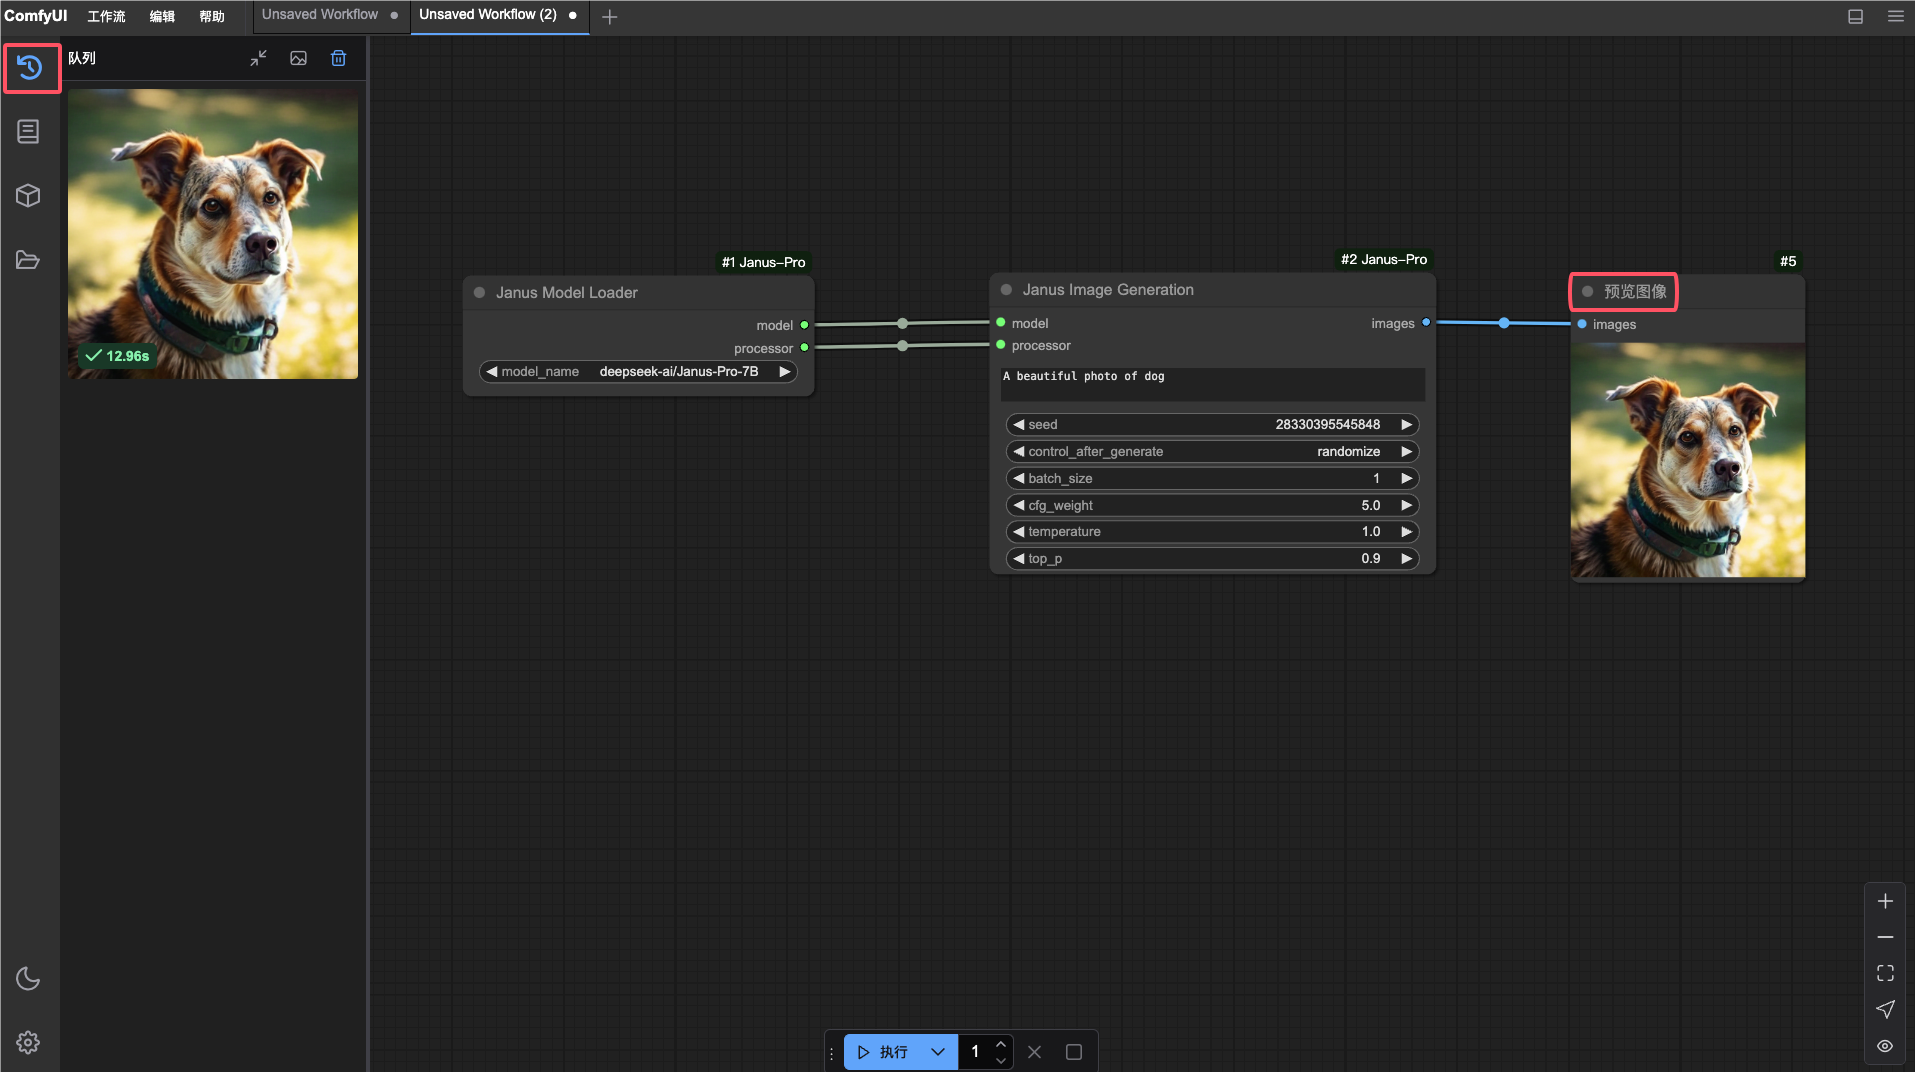 ComfyUI 工作流 编辑 帮助 Unsaved Workflow Unsaved Workflow (2)
队列
12.96s
#1 Janus-Pro
Janus Model Loader
model
processor
model_name deepseek-ai/Janus-Pro-7B
#2 Janus-Pro
Janus Image Generation
model images
processor
A beautiful photo of dog
seed 28330395545848
control_after_generate randomize
batch_size 1
cfg_weight 5.0
temperature 1.0
top_p 0.9
#5
预览图像
images
执行 1